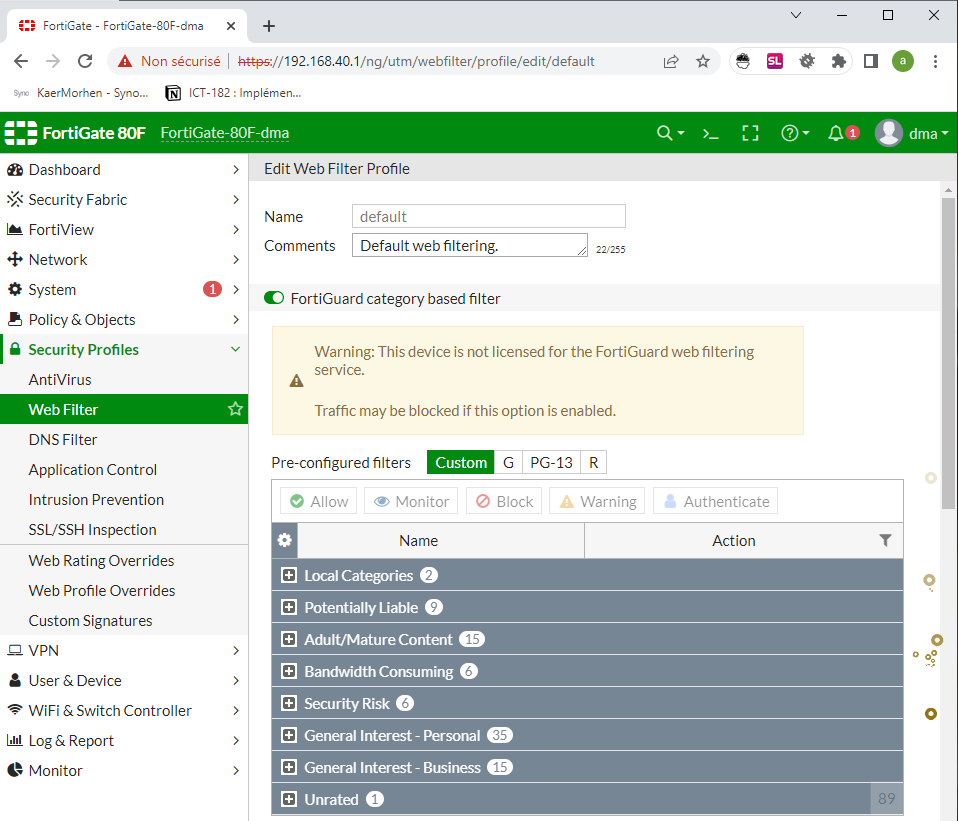 FortiGate - FortiGate-80F-dma
Non sécurisé https://192.168.40.1/ng/utm/webfilter/profile/edit/default
SL
a
Syno KaerMorhen - Syno...
N ICT-182 : Implémen...
FortiGate 80F FortiGate-80F-dma
1
dma
Dashboard
Security Fabric
FortiView
Network
System 1
Policy & Objects
Security Profiles
AntiVirus
Web Filter
DNS Filter
Application Control
Intrusion Prevention
SSL/SSH Inspection
Web Rating Overrides
Web Profile Overrides
Custom Signatures
VPN
User & Device
WiFi & Switch Controller
Log & Report
Monitor
Edit Web Filter Profile
Name default
Comments Default web filtering. 22/255
FortiGuard category based filter
Warning: This device is not licensed for the FortiGuard web filtering
service.
Traffic may be blocked if this option is enabled.
Pre-configured filters Custom G PG-13 R
Allow Monitor Block Warning Authenticate
Name Action
Local Categories 2
Potentially Liable 9
Adult/Mature Content 15
Bandwidth Consuming 6
Security Risk 6
General Interest - Personal 35
General Interest - Business 15
Unrated 1 89